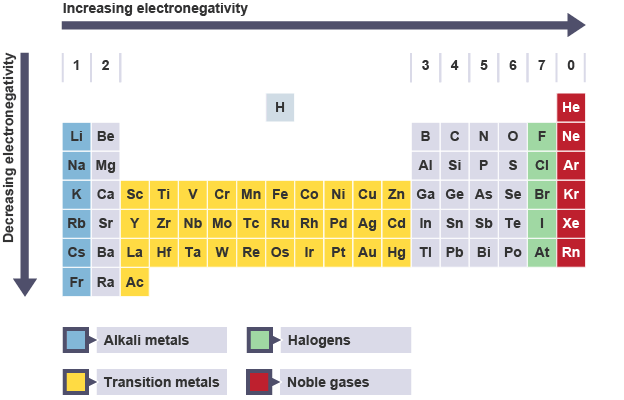 Increasing electronegativity
Decreasing electronegativity
1 2 3 4 5 6 7 0
H He
Li Be B C N O F Ne
Na Mg Al Si P S Cl Ar
K Ca Sc Ti V Cr Mn Fe Co Ni Cu Zn Ga Ge As Se Br Kr
Rb Sr Y Zr Nb Mo Tc Ru Rh Pd Ag Cd In Sn Sb Te I Xe
Cs Ba La Hf Ta W Re Os Ir Pt Au Hg Tl Pb Bi Po At Rn
Fr Ra Ac
Alkali metals Halogens
Transition metals Noble gases